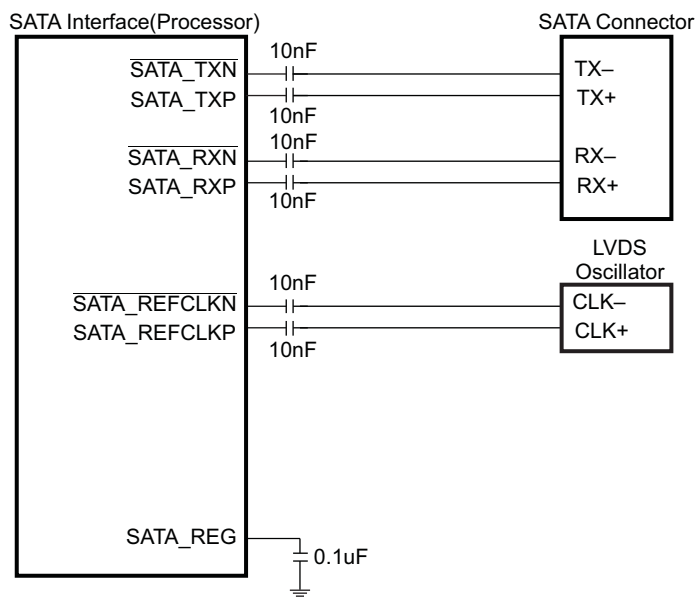 SATA Interface(Processor)
SATA Connector
10nF
SATA_TXN
TX–
SATA_TXP
TX+
10nF
10nF
SATA_RXN
RX–
SATA_RXP
RX+
10nF
LVDS
Oscillator
10nF
SATA_REFCLKN
CLK–
SATA_REFCLKP
CLK+
10nF
SATA_REG
0.1uF